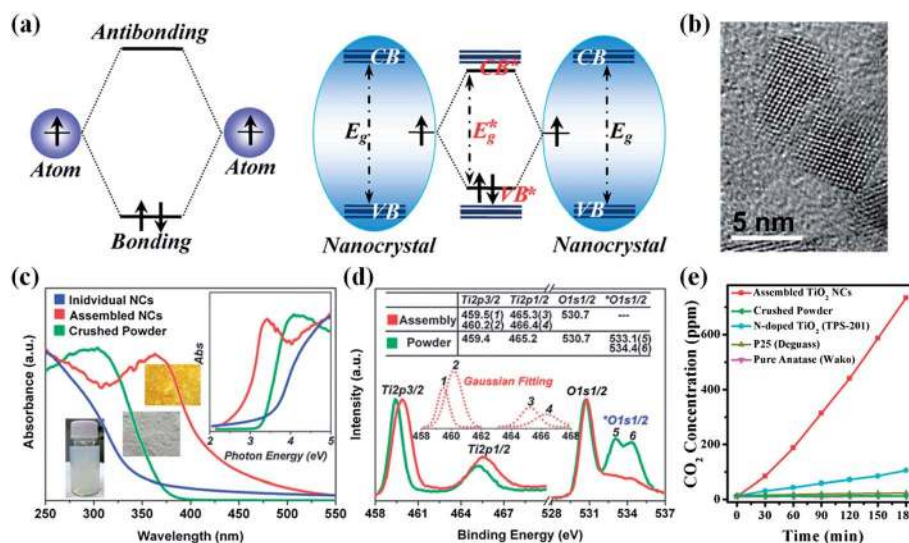 (a)
Antibonding
Atom
Atom
Bonding
CB
CB*
CB
Eg
Eg*
Eg
VB
VB*
VB
Nanocrystal
Nanocrystal
(b)
5 nm
(c)
Inidvidual NCs
Assembled NCs
Crushed Powder
Abs
2 3 4 5
Photon Energy (eV)
Absorbance (a.u.)
250 300 350 400 450 500 550
Wavelength (nm)
(d)
Ti2p3/2 Ti2p1/2 O1s1/2 *O1s1/2
Assembly 459.5(1) 465.3(3) 530.7 ---
460.2(2) 466.4(4)
Powder 459.4 465.2 530.7 533.1(5)
534.4(6)
Ti2p3/2
Gaussian Fitting
1 2 3 4
458 460 462 464 466 468
Ti2p1/2
O1s1/2
*O1s1/2
5 6
Intensity (a.u.)
458 461 464 467 528 531 534 537
Binding Energy (eV)
(e)
Assembled TiO2 NCs
Crushed Powder
N-doped TiO2 (TPS-201)
P25 (Deguass)
Pure Anatase (Wako)
CO2 Concentration (ppm)
600
400
200
0
0 30 60 90 120 150 180
Time (min)